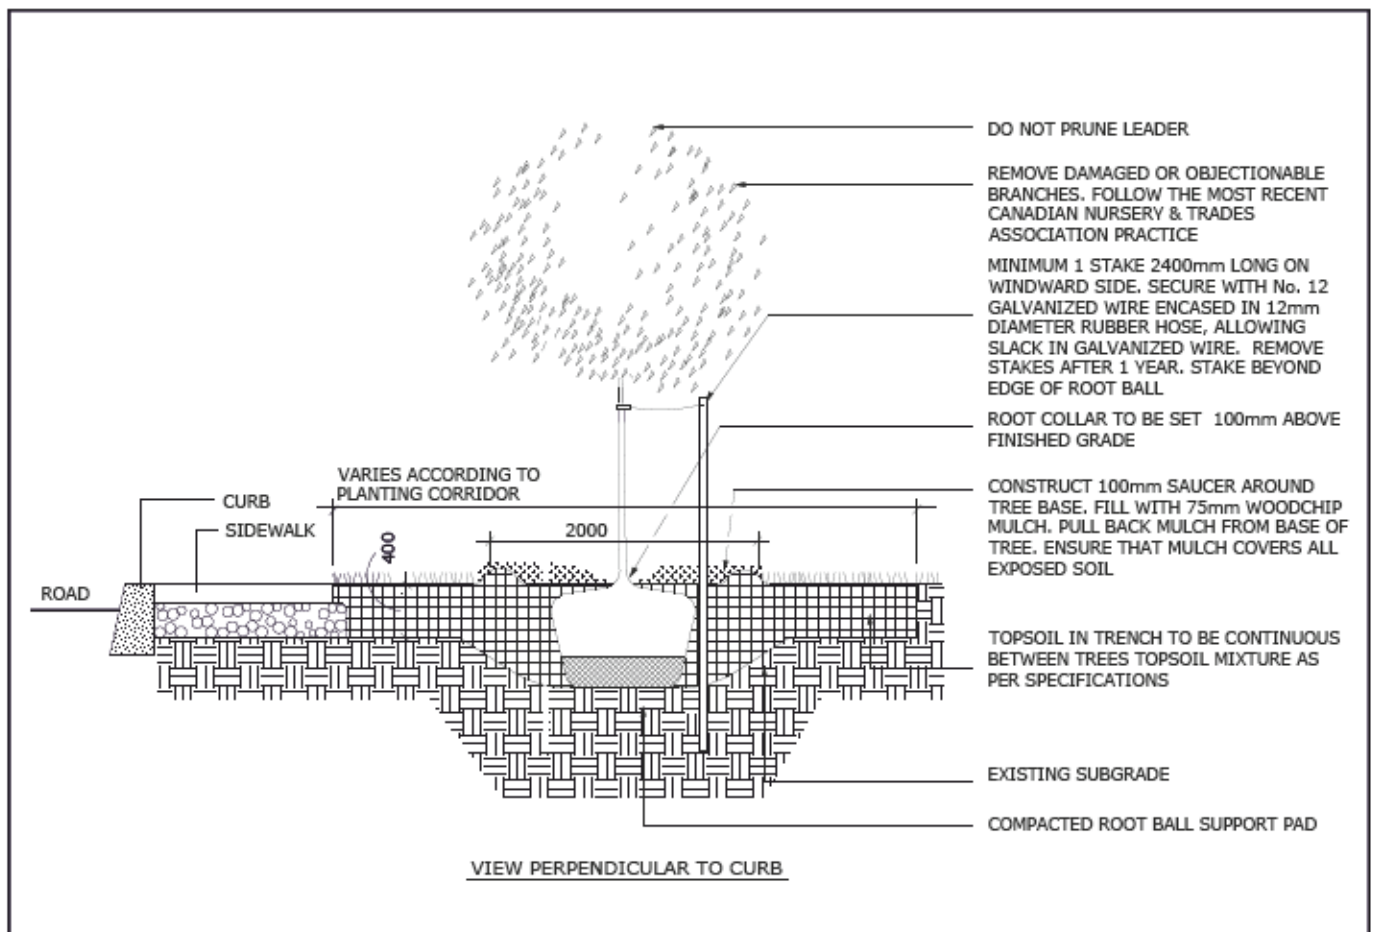 DO NOT PRUNE LEADER
REMOVE DAMAGED OR OBJECTIONABLE
BRANCHES. FOLLOW THE MOST RECENT
CANADIAN NURSERY & TRADES
ASSOCIATION PRACTICE
MINIMUM 1 STAKE 2400mm LONG ON
WINDWARD SIDE. SECURE WITH No. 12
GALVANIZED WIRE ENCASED IN 12mm
DIAMETER RUBBER HOSE, ALLOWING
SLACK IN GALVANIZED WIRE. REMOVE
STAKES AFTER 1 YEAR. STAKE BEYOND
EDGE OF ROOT BALL
ROOT COLLAR TO BE SET 100mm ABOVE
FINISHED GRADE
VARIES ACCORDING TO
PLANTING CORRIDOR
CURB
SIDEWALK
400
2000
ROAD
CONSTRUCT 100mm SAUCER AROUND
TREE BASE. FILL WITH 75mm WOODCHIP
MULCH. PULL BACK MULCH FROM BASE OF
TREE. ENSURE THAT MULCH COVERS ALL
EXPOSED SOIL
TOPSOIL IN TRENCH TO BE CONTINUOUS
BETWEEN TREES TOPSOIL MIXTURE AS
PER SPECIFICATIONS
EXISTING SUBGRADE
COMPACTED ROOT BALL SUPPORT PAD
VIEW PERPENDICULAR TO CURB